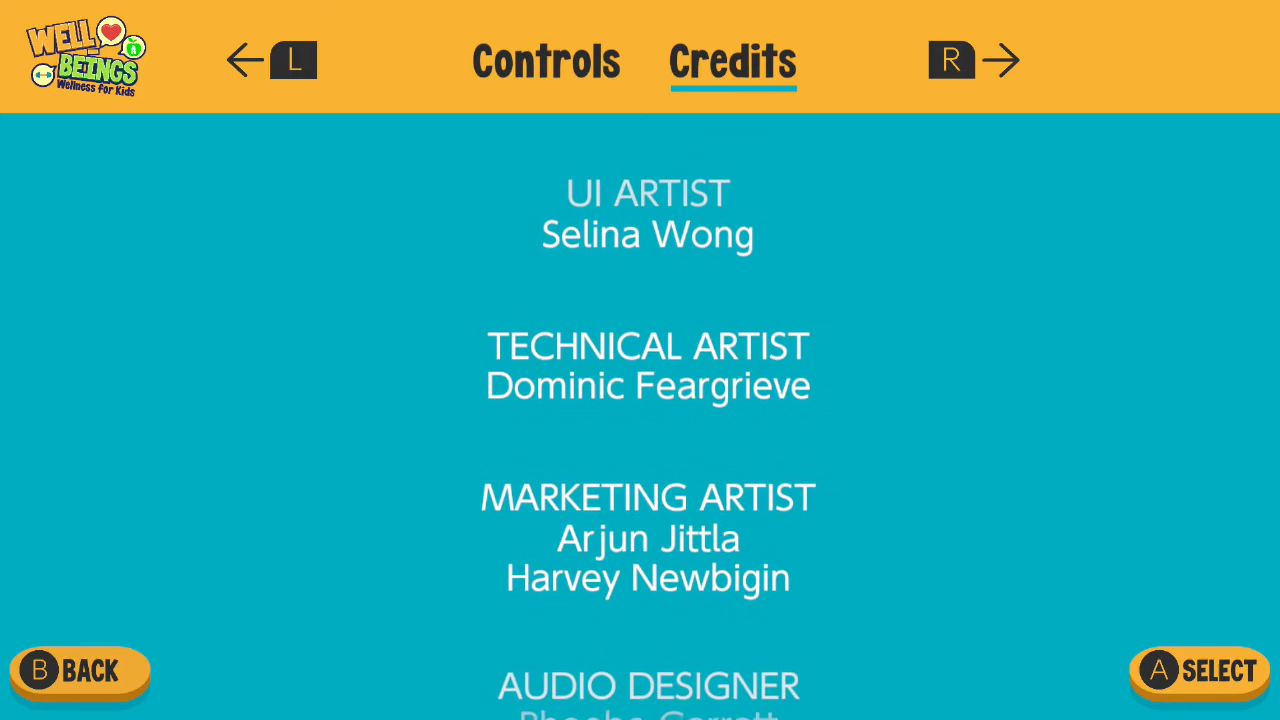 WELL
BEINGS
Wellness for Kids
L
Controls
Credits
R
UI ARTIST
Selina Wong
TECHNICAL ARTIST
Dominic Feargrieve
MARKETING ARTIST
Arjun Jittla
Harvey Newbigin
B BACK
A SELECT
AUDIO DESIGNER